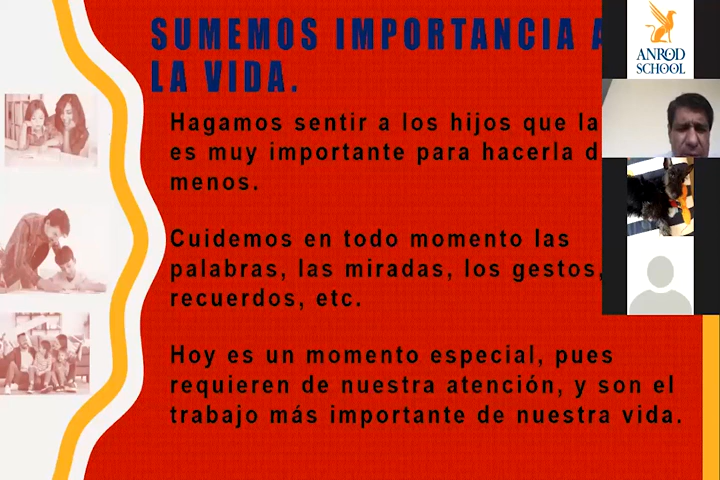 SUMEMOS IMPORTANCIA A
LA VIDA.
ANROD
SCHOOL
Hagamos sentir a los hijos que la
es muy importante para hacerla d
menos.
Cuidemos en todo momento las
palabras, las miradas, los gestos,
recuerdos, etc.
Hoy es un momento especial, pues
requieren de nuestra atención, y son el
trabajo más importante de nuestra vida.